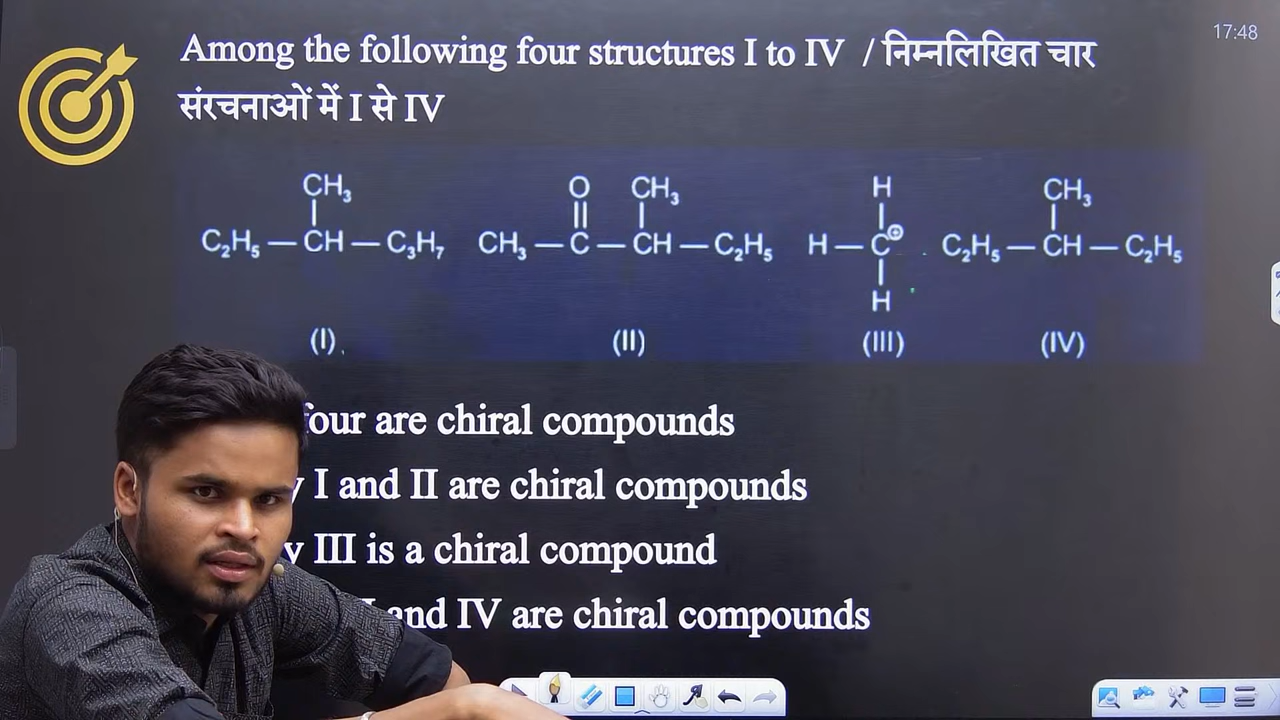 17:48
Among the following four structures I to IV / निम्नलिखित चार
संरचनाओं में I से IV
CH₃ O CH₃ H CH₃
C₂H₅ — CH — C₃H₇ CH₃ — C — CH — C₂H₅ H — C⊕ C₂H₅ — CH — C₂H₅
H
(I) (II) (III) (IV)
four are chiral compounds
I and II are chiral compounds
III is a chiral compound
and IV are chiral compounds